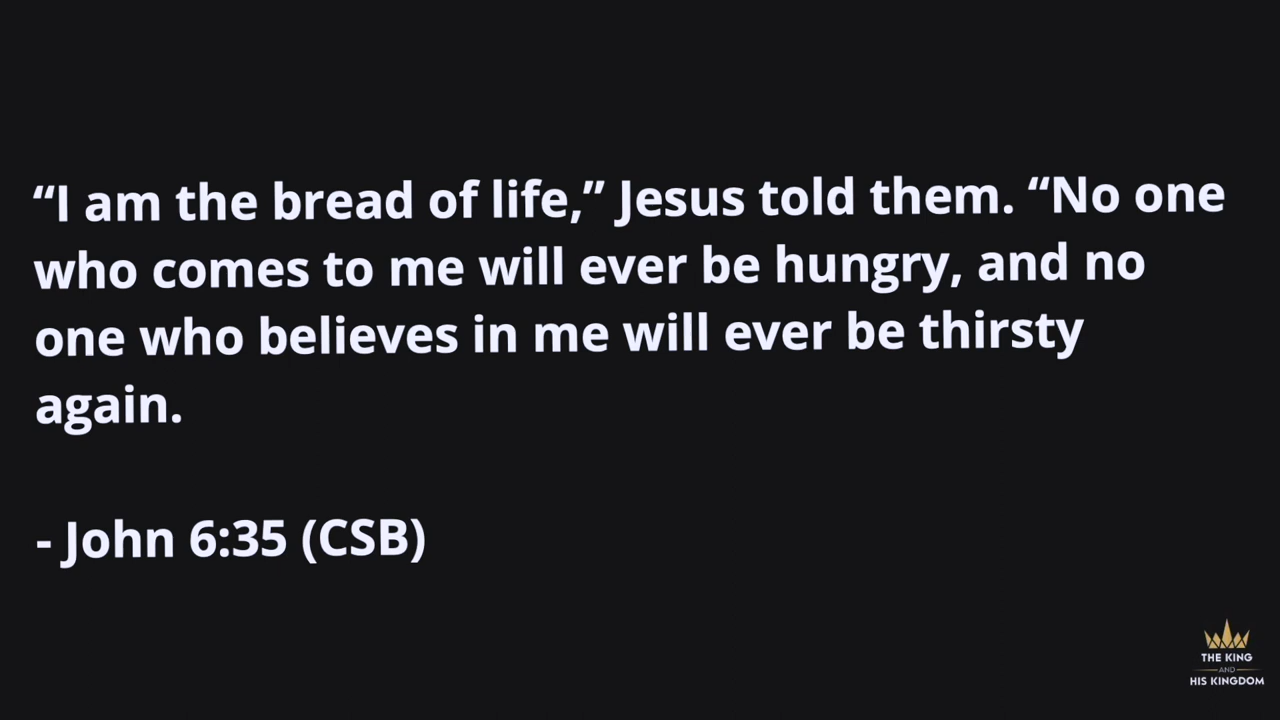 “I am the bread of life,” Jesus told them. “No one
who comes to me will ever be hungry, and no
one who believes in me will ever be thirsty
again.
- John 6:35 (CSB)
THE KING
AND
HIS KINGDOM